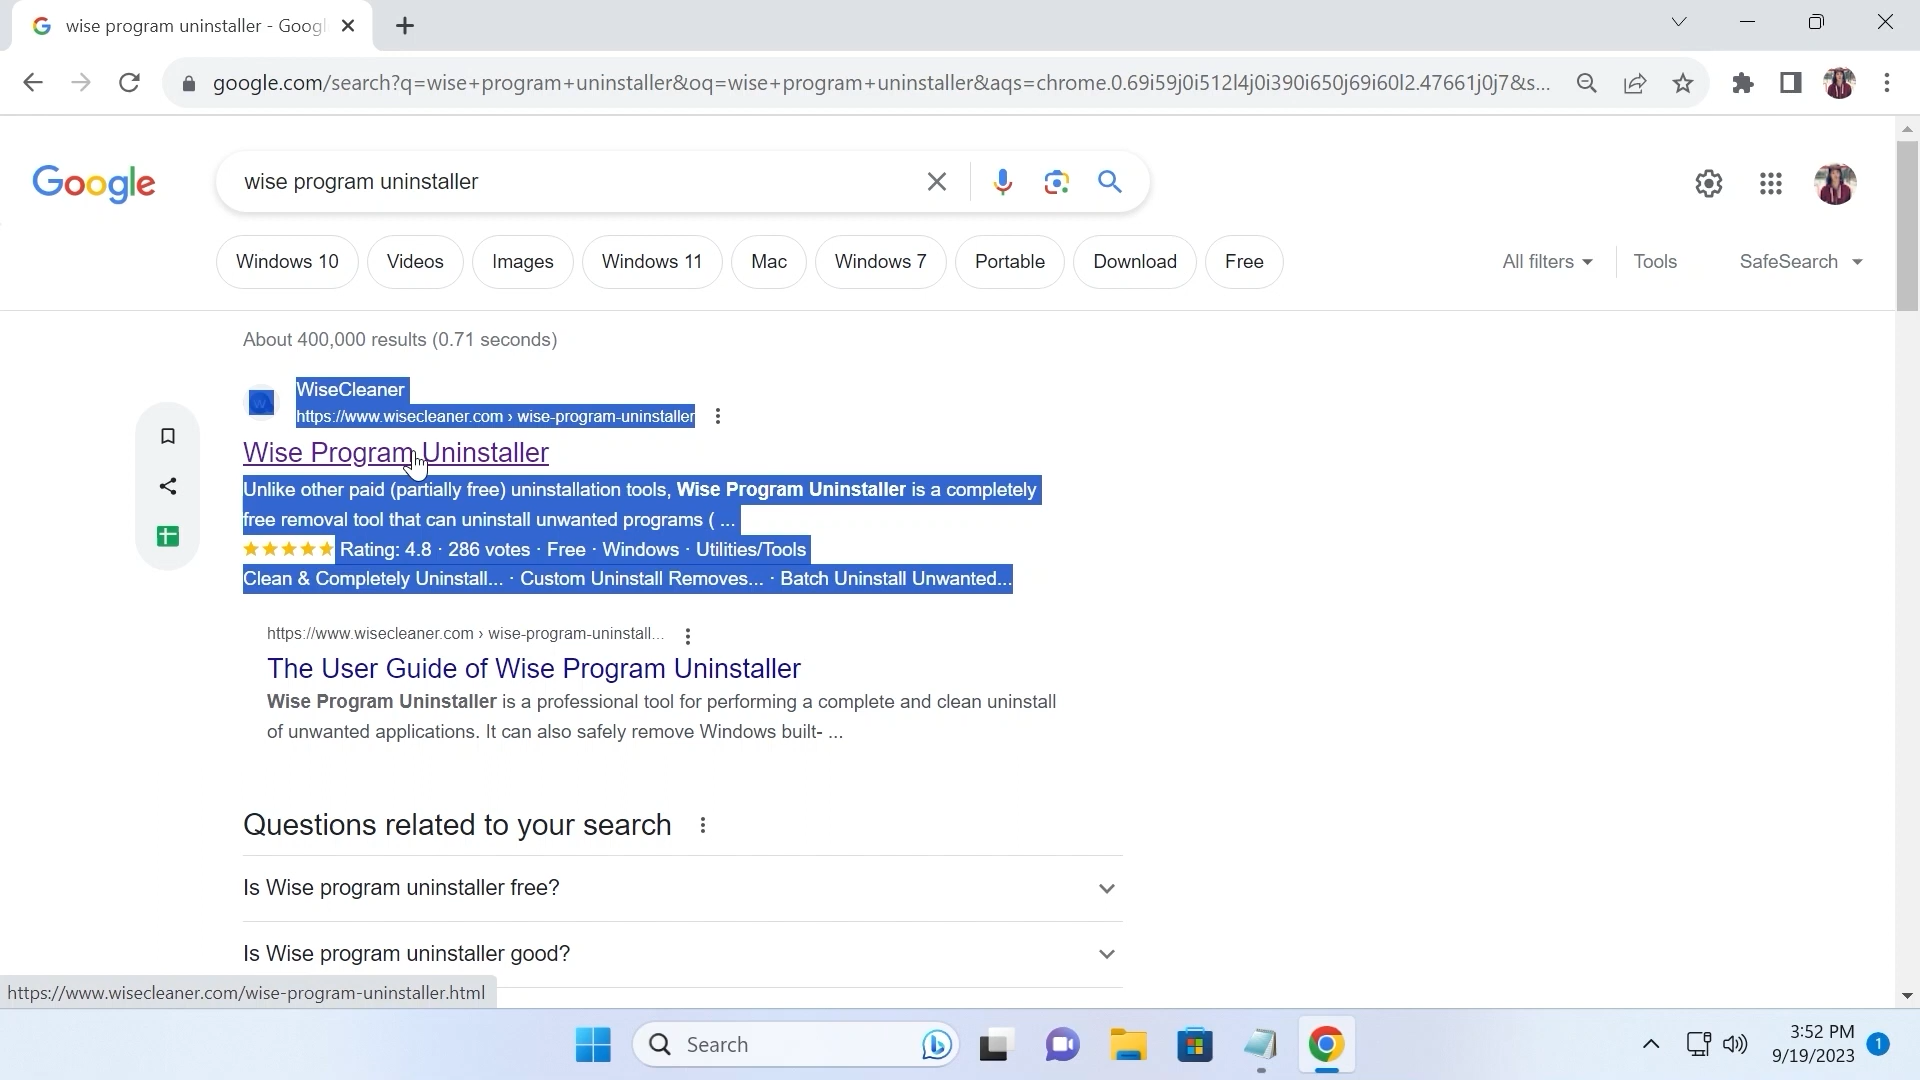 wise program uninstaller - Googl
google.com/search?q=wise+program+uninstaller&oq=wise+program+uninstaller&aqs=chrome.0.69i59j0i512l4j0i390i650j69i60l2.47661j0j7&s...
Google
wise program uninstaller
Windows 10
Videos
Images
Windows 11
Mac
Windows 7
Portable
Download
Free
All filters
Tools
SafeSearch
About 400,000 results (0.71 seconds)
WiseCleaner
https://www.wisecleaner.com › wise-program-uninstaller
Wise Program Uninstaller
Unlike other paid (partially free) uninstallation tools, Wise Program Uninstaller is a completely
free removal tool that can uninstall unwanted programs ( ...
Rating: 4.8 · 286 votes · Free · Windows · Utilities/Tools
Clean & Completely Uninstall... · Custom Uninstall Removes... · Batch Uninstall Unwanted...
https://www.wisecleaner.com › wise-program-uninstall...
The User Guide of Wise Program Uninstaller
Wise Program Uninstaller is a professional tool for performing a complete and clean uninstall
of unwanted applications. It can also safely remove Windows built- ...
Questions related to your search
Is Wise program uninstaller free?
Is Wise program uninstaller good?
https://www.wisecleaner.com/wise-program-uninstaller.html
Search
3:52 PM
9/19/2023
1